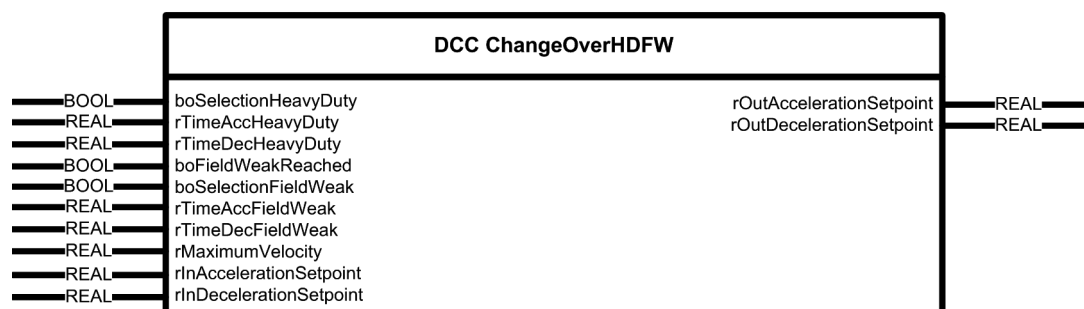 DCC ChangeOverHDFW
BOOL boSelectionHeavyDuty rOutAccelerationSetpoint REAL
REAL rTimeAccHeavyDuty rOutDecelerationSetpoint REAL
REAL rTimeDecHeavyDuty
BOOL boFieldWeakReached
BOOL boSelectionFieldWeak
REAL rTimeAccFieldWeak
REAL rTimeDecFieldWeak
REAL rMaximumVelocity
REAL rInAccelerationSetpoint
REAL rInDecelerationSetpoint